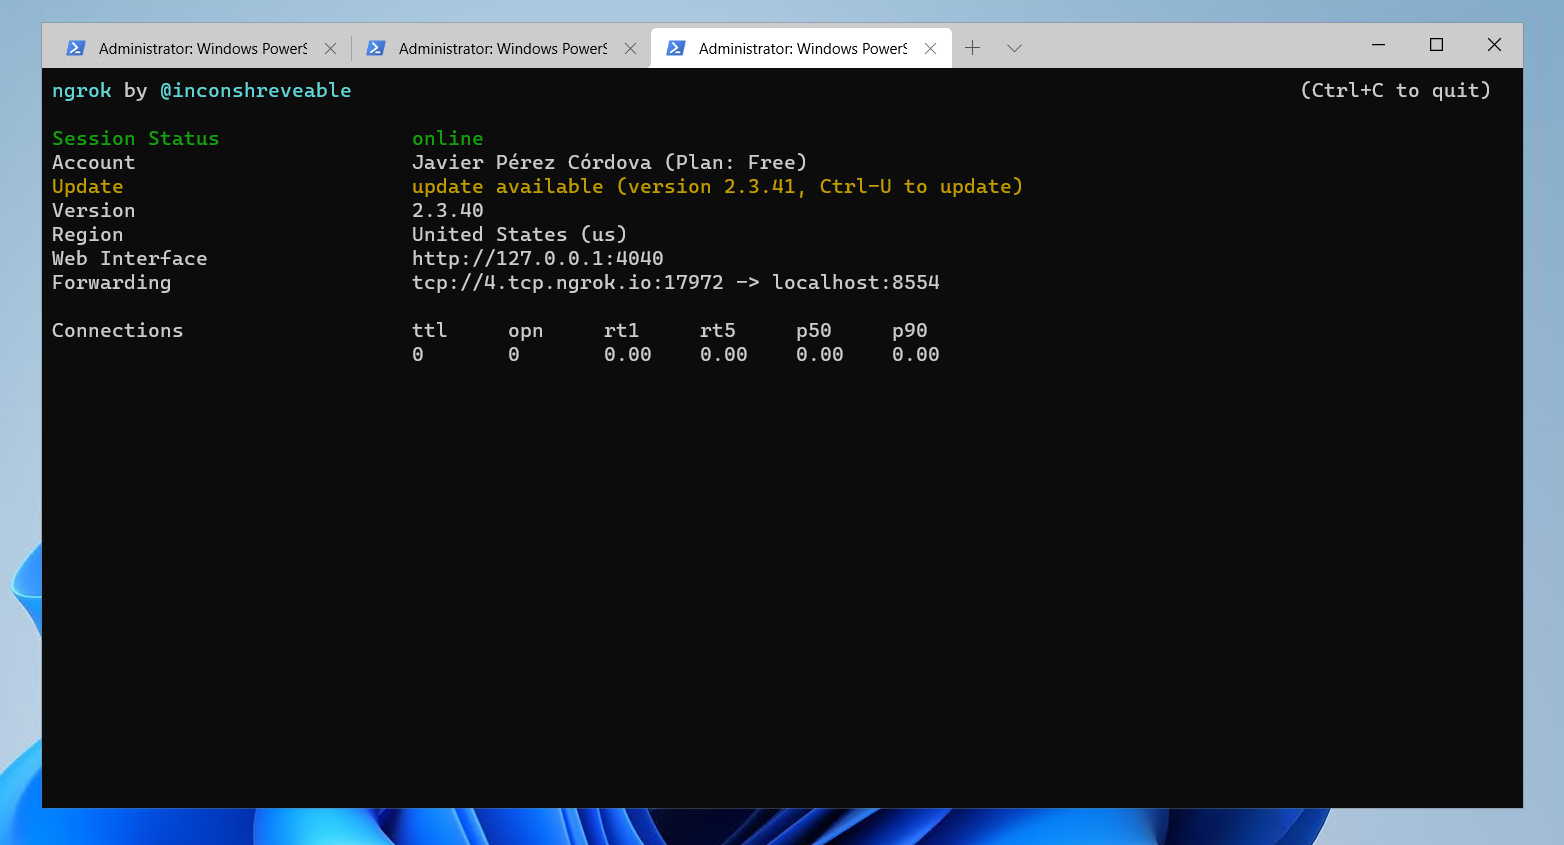 Administrator: Windows PowerS
Administrator: Windows PowerS
Administrator: Windows PowerS
ngrok by @inconshreveable (Ctrl+C to quit)
Session Status online
Account Javier Pérez Córdova (Plan: Free)
Update update available (version 2.3.41, Ctrl-U to update)
Version 2.3.40
Region United States (us)
Web Interface http://127.0.0.1:4040
Forwarding tcp://4.tcp.ngrok.io:17972 -> localhost:8554
Connections ttl opn rt1 rt5 p50 p90
0 0 0.00 0.00 0.00 0.00